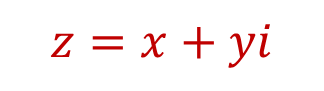 z = x + yi